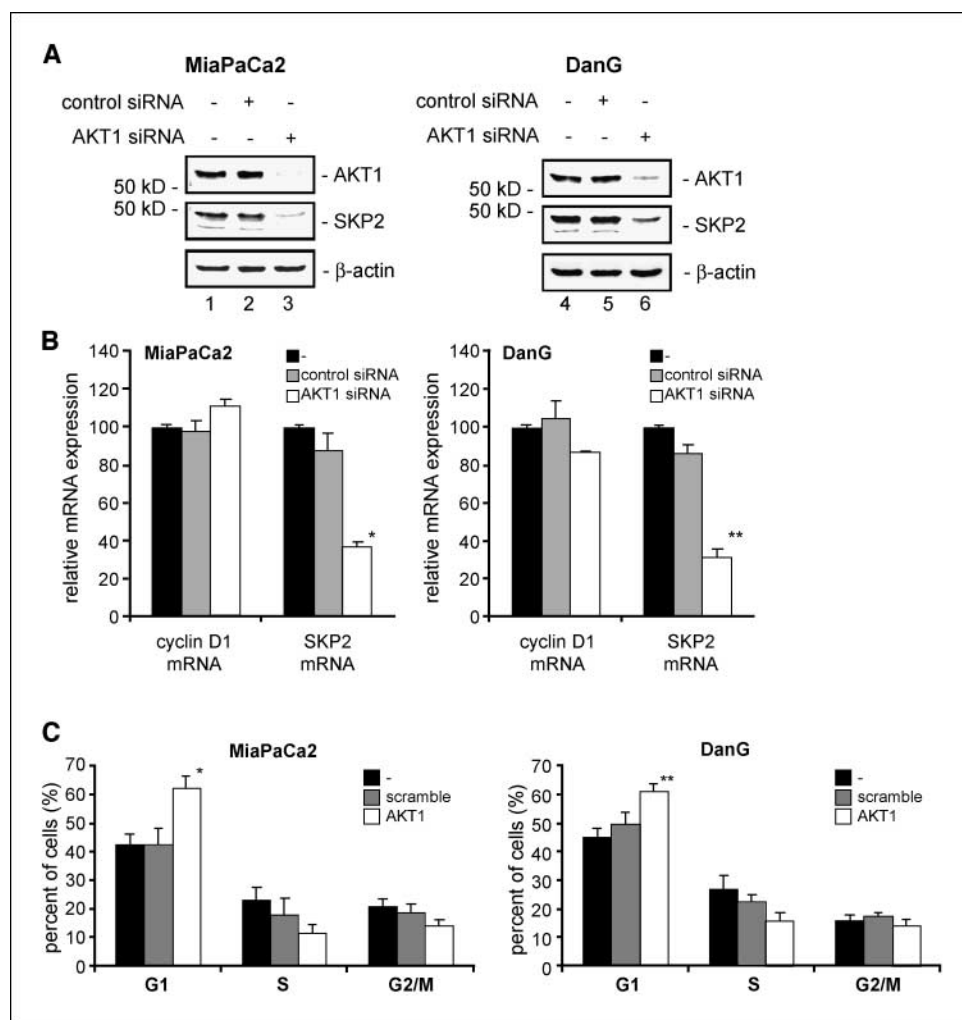 A
MiaPaCa2
control siRNA - + -
AKT1 siRNA - - +
50 kD -
- AKT1
50 kD -
- SKP2
- β-actin
1 2 3
DanG
- + -
- - +
50 kD -
- AKT1
50 kD -
- SKP2
- β-actin
4 5 6
B
MiaPaCa2
-
control siRNA
AKT1 siRNA
relative mRNA expression
140
120
100
80
60
40
20
0
*
cyclin D1 SKP2
mRNA mRNA
DanG
-
control siRNA
AKT1 siRNA
relative mRNA expression
140
120
100
80
60
40
20
0
**
cyclin D1 SKP2
mRNA mRNA
C
MiaPaCa2
-
scramble
AKT1
percent of cells (%)
70
60
50
40
30
20
10
0
*
G1 S G2/M
DanG
-
scramble
AKT1
percent of cells (%)
70
60
50
40
30
20
10
0
**
G1 S G2/M